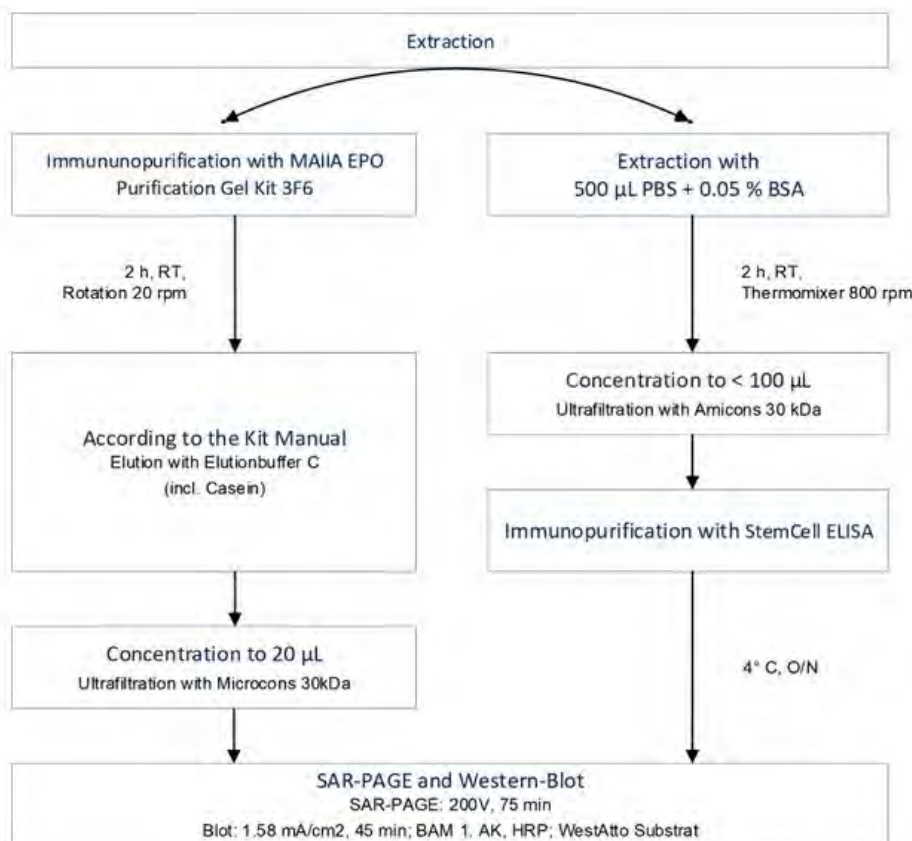 Extraction
Immununopurification with MAIIA EPO
Purification Gel Kit 3F6
Extraction with
500 µL PBS + 0.05 % BSA
2 h, RT,
Rotation 20 rpm
2 h, RT,
Thermomixer 800 rpm
According to the Kit Manual
Elution with Elutionbuffer C
(incl. Casein)
Concentration to < 100 µL
Ultrafiltration with Amicons 30 kDa
Immunopurification with StemCell ELISA
Concentration to 20 µL
Ultrafiltration with Microcons 30kDa
4° C, O/N
SAR-PAGE and Western-Blot
SAR-PAGE: 200V, 75 min
Blot: 1.58 mA/cm2, 45 min; BAM 1. AK, HRP; WestAtto Substrat